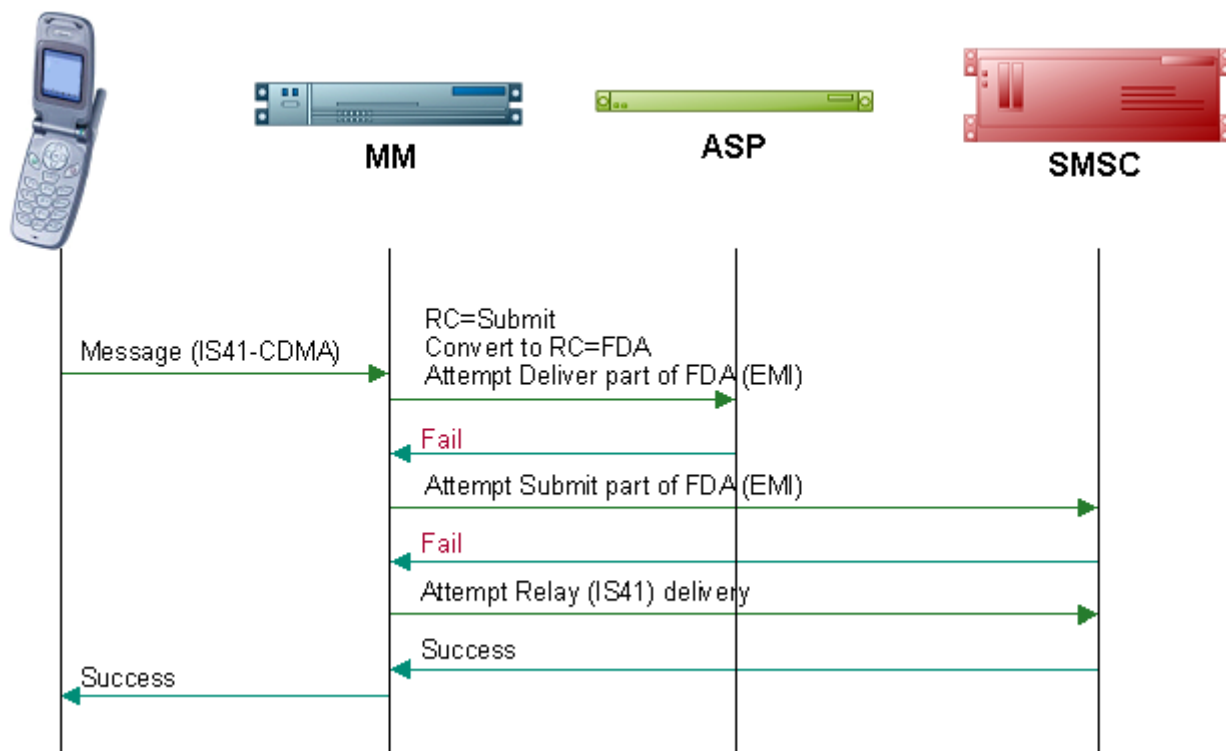 MM
ASP
SMSC
Message (IS41-CDMA)
RC=Submit
Convert to RC=FDA
Attempt Deliver part of FDA (EMI)
Fail
Attempt Submit part of FDA (EMI)
Fail
Attempt Relay (IS41) delivery
Success
Success